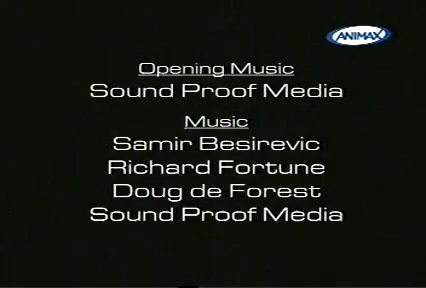 ANIMAX
Opening Music
Sound Proof Media
Music
Samir Besirevic
Richard Fortune
Doug de Forest
Sound Proof Media